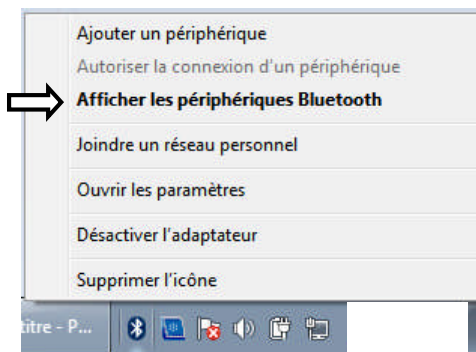 Ajouter un périphérique
Autoriser la connexion d'un périphérique
Afficher les périphériques Bluetooth
Joindre un réseau personnel
Ouvrir les paramètres
Désactiver l'adaptateur
Supprimer l'icône
titre - P...